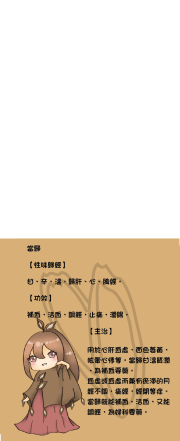 當歸
【性味歸經】
甘、辛，溫。歸肝、心、脾經。
【功效】
補血，活血，調經，止痛，潤腸。
【主治】
用於心肝血虛，面色萎黃，
眩暈心悸等。當歸甘溫質潤
，為補血要藥。
血虛或血虛而兼有瘀滯的月
經不調，痛經，經閉等症。
當歸既能補血、活血，又能
調經，為婦科要藥。